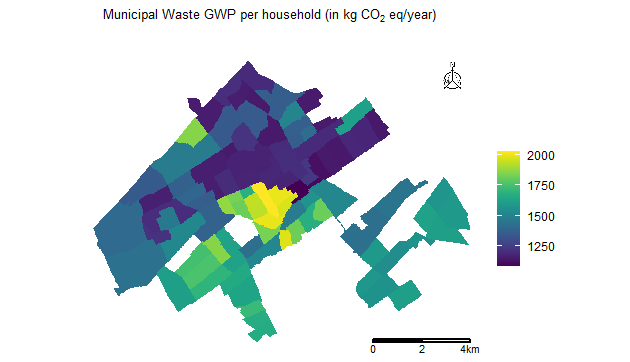 Municipal Waste GWP per household (in kg CO₂ eq/year)
N
2000
1750
1500
1250
0 2 4km